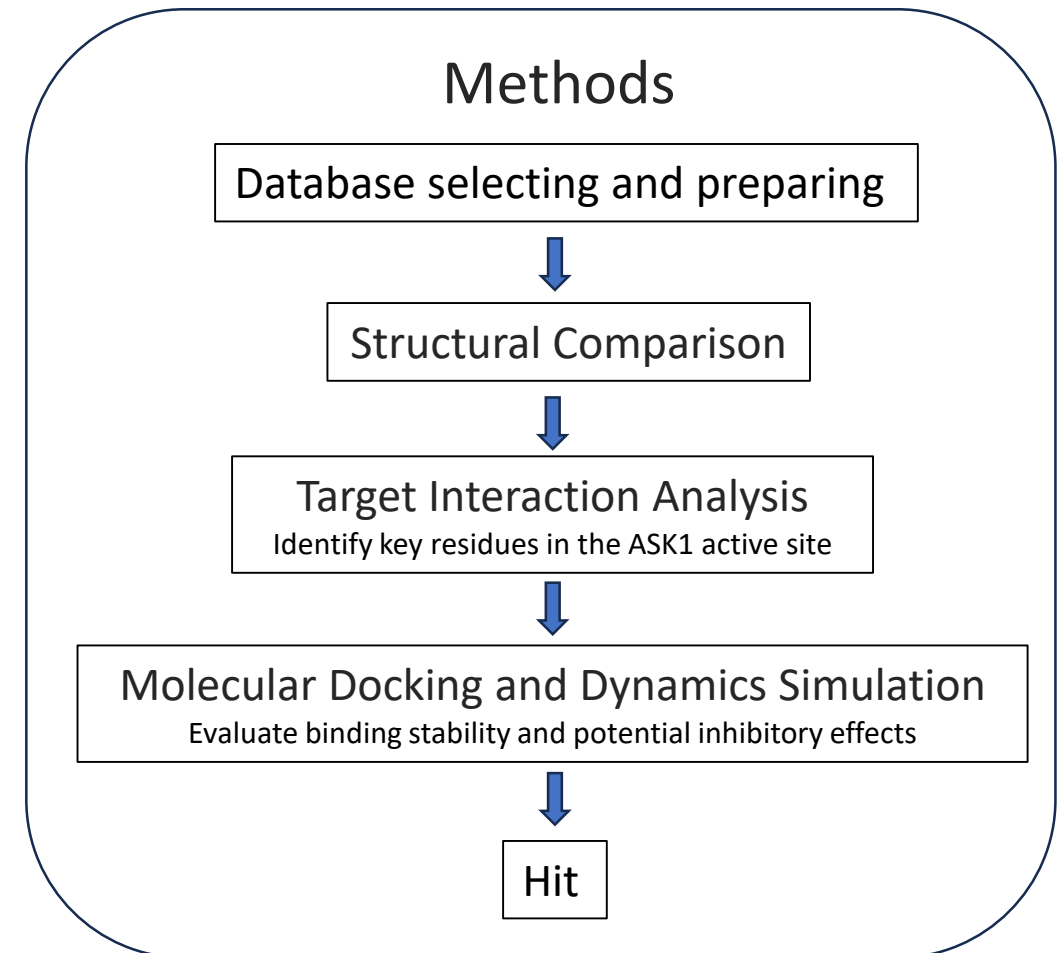 Methods
Database selecting and preparing
Structural Comparison
Target Interaction Analysis
Identify key residues in the ASK1 active site
Molecular Docking and Dynamics Simulation
Evaluate binding stability and potential inhibitory effects
Hit